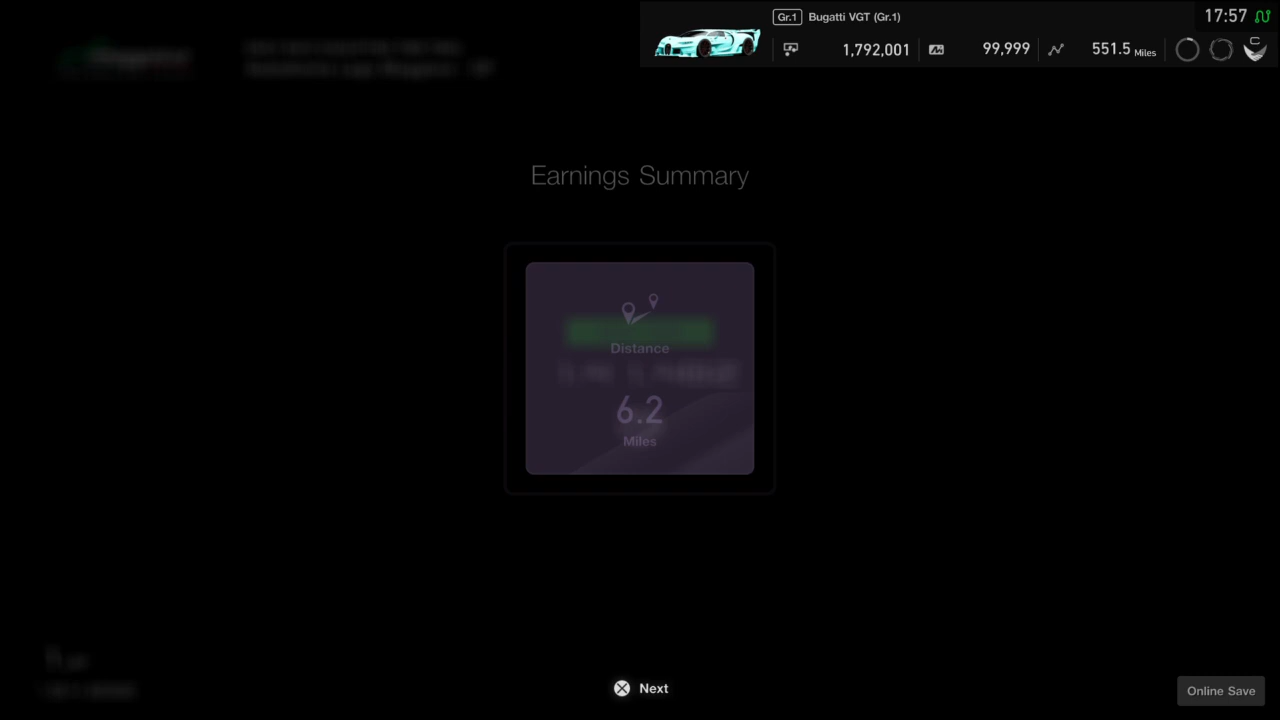 Gr.1 Bugatti VGT (Gr.1) 17:57
1,792,001 99,999 551.5 Miles C
Earnings Summary
Distance
6.2
Miles
Next
Online Save